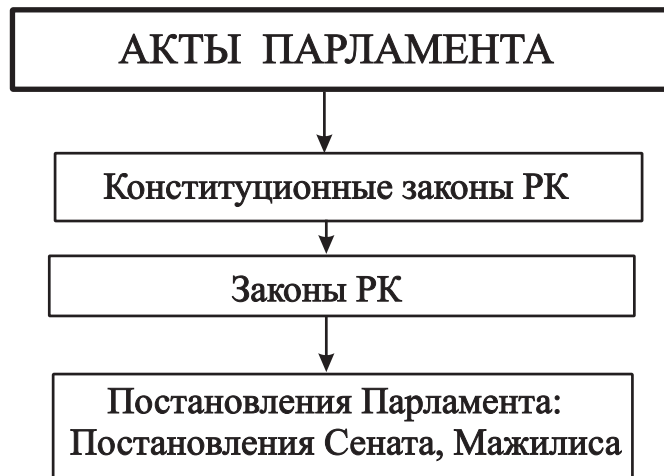 АКТЫ ПАРЛАМЕНТА
Конституционные законы РК
Законы РК
Постановления Парламента:
Постановления Сената, Мажилиса